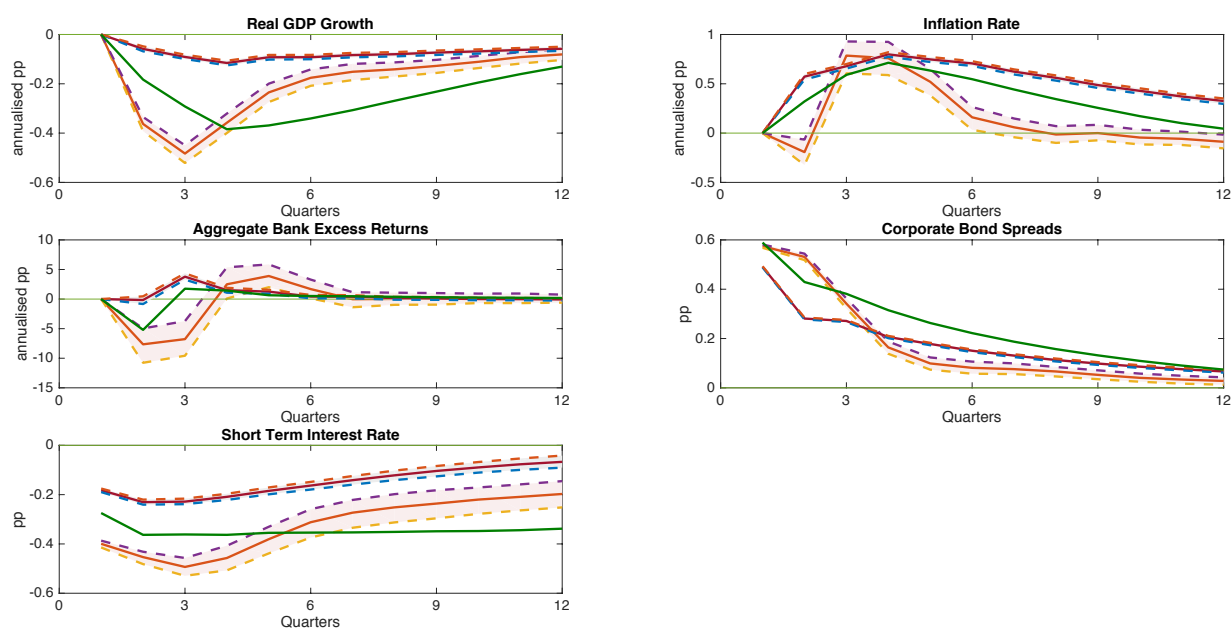 Real GDP Growth
0
-0.2
-0.4
-0.6
annualised pp
0 3 6 9 12
Quarters
Inflation Rate
1
0.5
0
-0.5
annualised pp
0 3 6 9 12
Quarters
Aggregate Bank Excess Returns
10
5
0
-5
-10
-15
annualised pp
0 3 6 9 12
Quarters
Corporate Bond Spreads
0.6
0.4
0.2
0
pp
0 3 6 9 12
Quarters
Short Term Interest Rate
0
-0.2
-0.4
-0.6
pp
0 3 6 9 12
Quarters